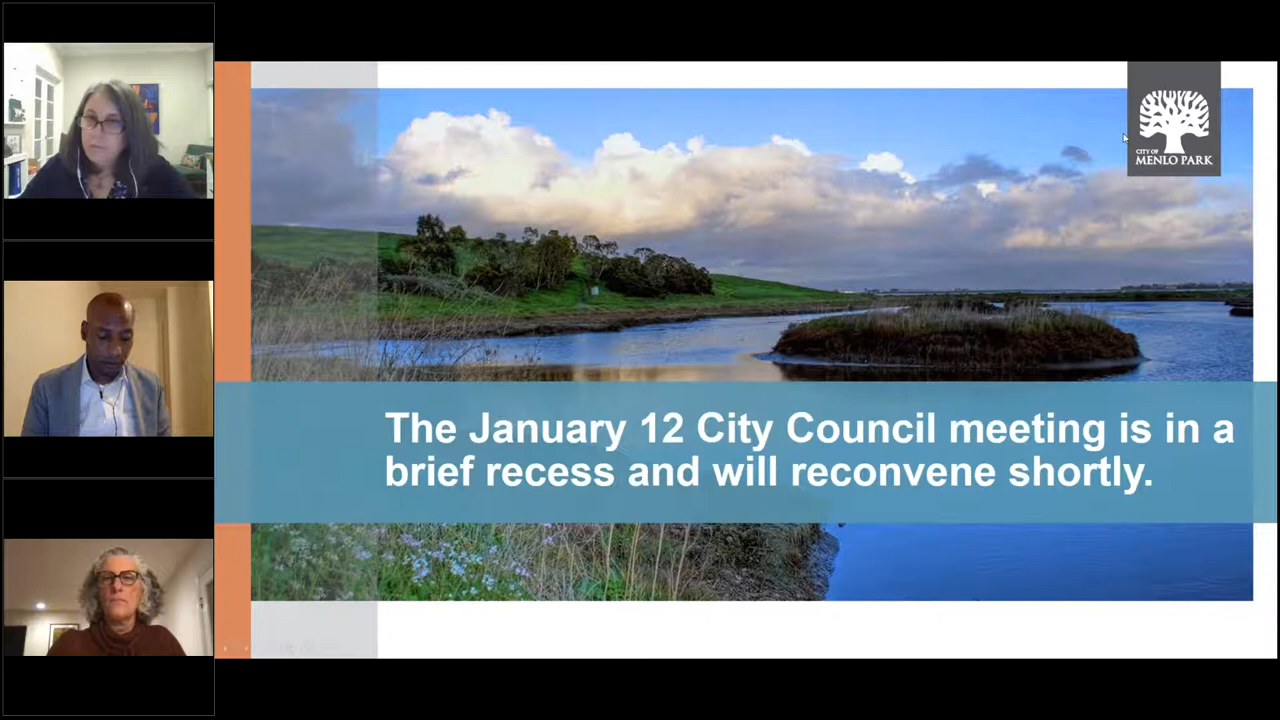 CITY OF
MENLO PARK
The January 12 City Council meeting is in a
brief recess and will reconvene shortly.